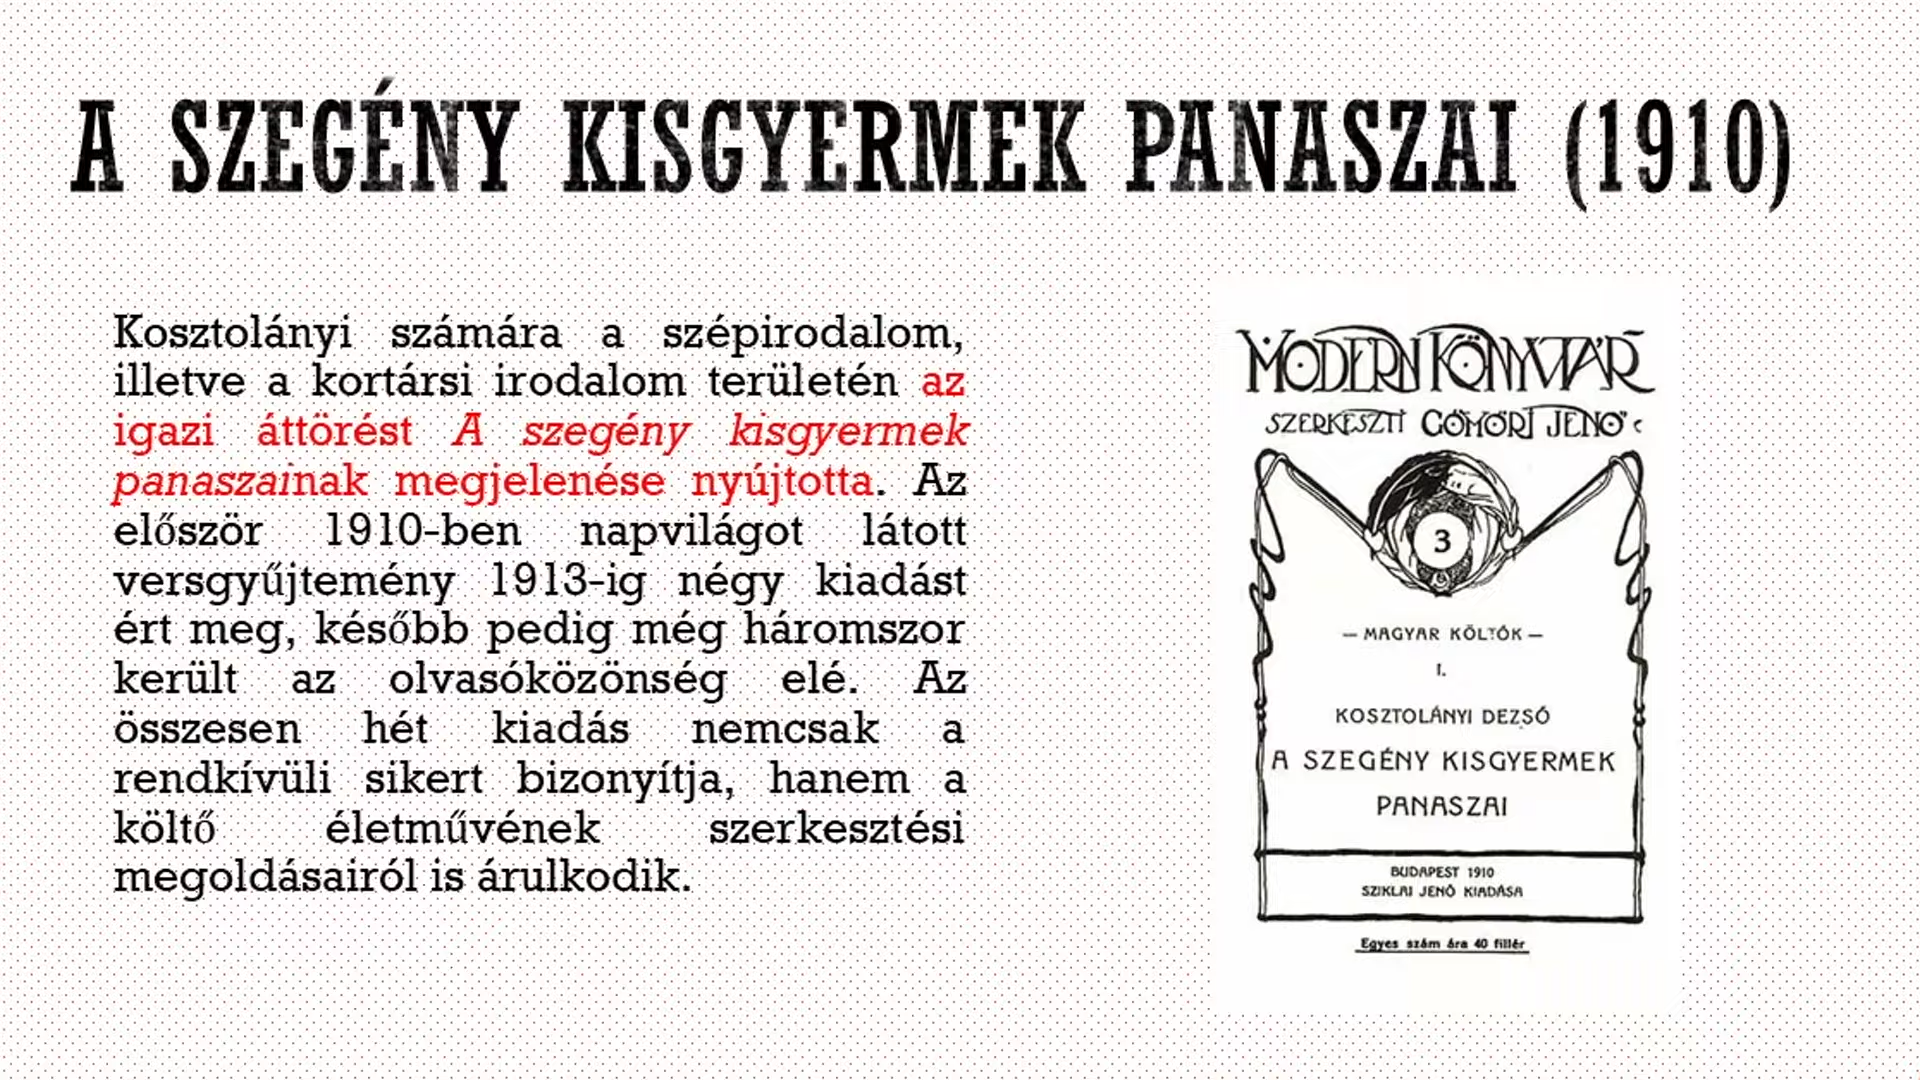 A SZEGÉNY KISGYERMEK PANASZAI (1910)
Kosztolányi számára a szépirodalom,
illetve a kortársi irodalom területén az
igazi áttörést A szegény kisgyermek
panaszainak megjelenése nyújtotta. Az
először 1910-ben napvilágot látott
versgyűjtemény 1913-ig négy kiadást
ért meg, később pedig még háromszor
került az olvasóközönség elé. Az
összesen hét kiadás nemcsak a
rendkívüli sikert bizonyítja, hanem a
költő életművének szerkesztési
megoldásairól is árulkodik.
MODERN KÖNYVTÁR
SZERKESZTI GÖMÖRI JENŐ
3
— MAGYAR KÖLTŐK —
I.
KOSZTOLÁNYI DEZSŐ
A SZEGÉNY KISGYERMEK
PANASZAI
BUDAPEST 1910
SZIKLAI JENŐ KIADÁSA
Egyes szám ára 40 fillér